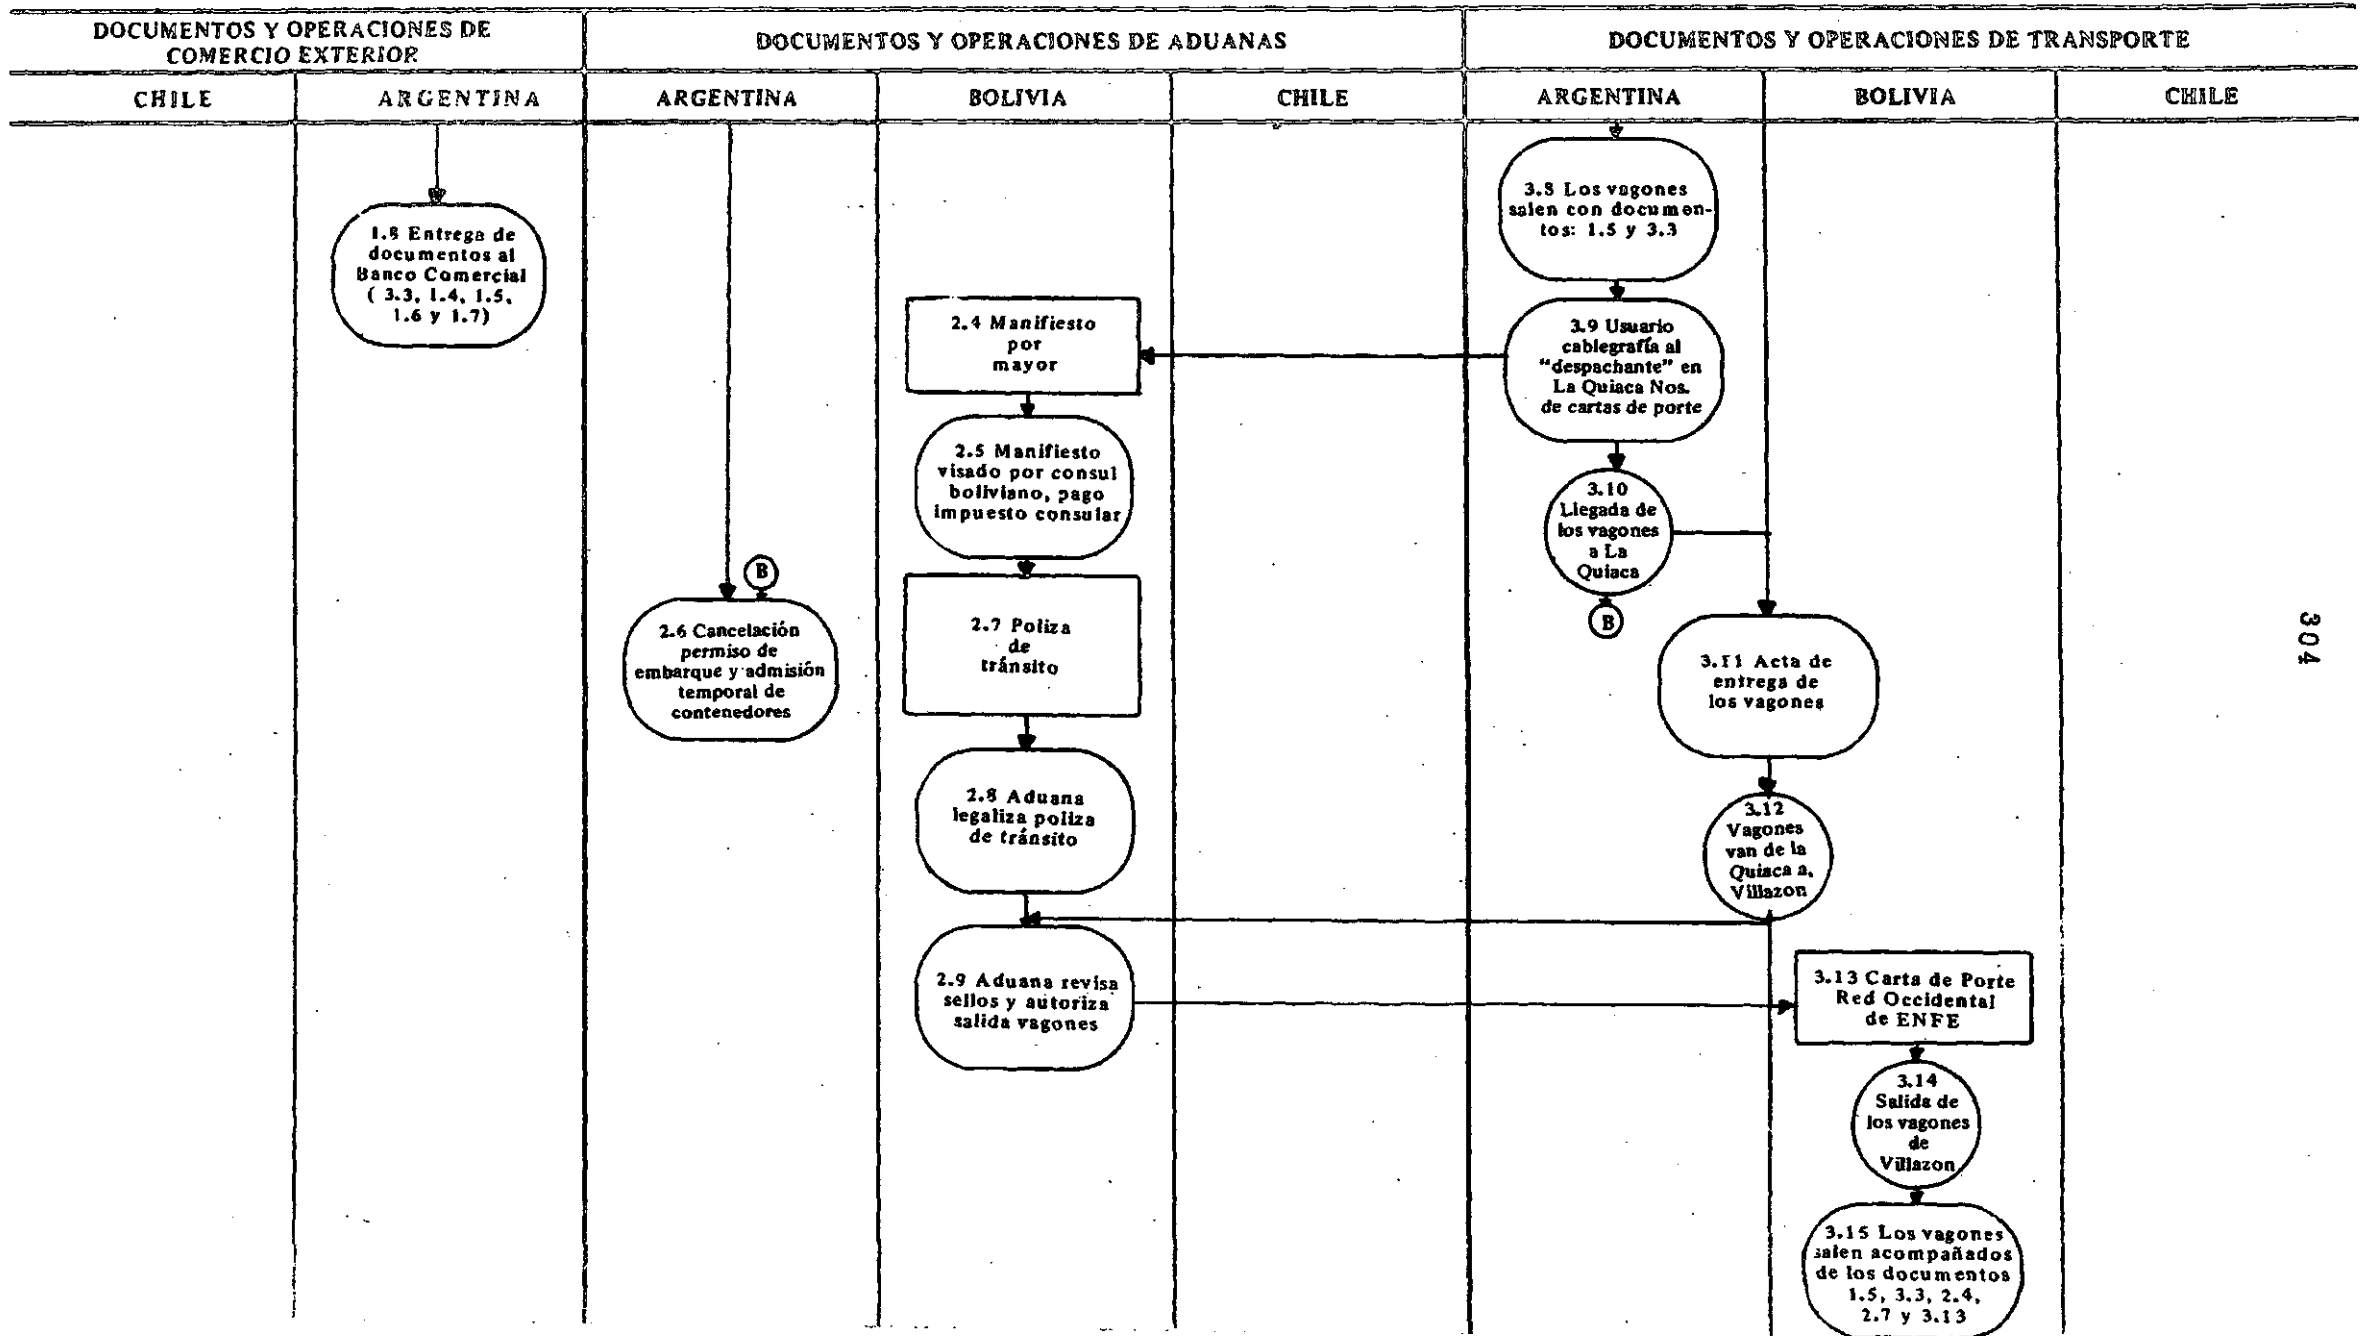 DOCUMENTOS Y OPERACIONES DE
COMERCIO EXTERIOR
DOCUMENTOS Y OPERACIONES DE ADUANAS
DOCUMENTOS Y OPERACIONES DE TRANSPORTE
CHILE
ARGENTINA
ARGENTINA
BOLIVIA
CHILE
ARGENTINA
BOLIVIA
CHILE
1.8 Entrega de
documentos al
Banco Comercial
( 3.3, 1.4, 1.5,
1.6 y 1.7)
B
2.6 Cancelación
permiso de
embarque y admisión
temporal de
contenedores
2.4 Manifiesto
por
mayor
2.5 Manifiesto
visado por consul
boliviano, pago
impuesto consular
2.7 Poliza
de
tránsito
2.8 Aduana
legaliza poliza
de tránsito
2.9 Aduana revisa
sellos y autoriza
salida vagones
3.8 Los vagones
salen con documen-
tos: 1.5 y 3.3
3.9 Usuario
cablegrafía al
"despachante" en
La Quiaca Nos.
de cartas de porte
3.10
Llegada de
los vagones
a La
Quiaca
B
3.11 Acta de
entrega de
los vagones
3.12
Vagones
van de la
Quiaca a.
Villazon
3.13 Carta de Porte
Red Occidental
de ENFE
3.14
Salida de
los vagones
de
Villazon
3.15 Los vagones
salen acompañados
de los documentos
1.5, 3.3, 2.4,
2.7 y 3.13
304